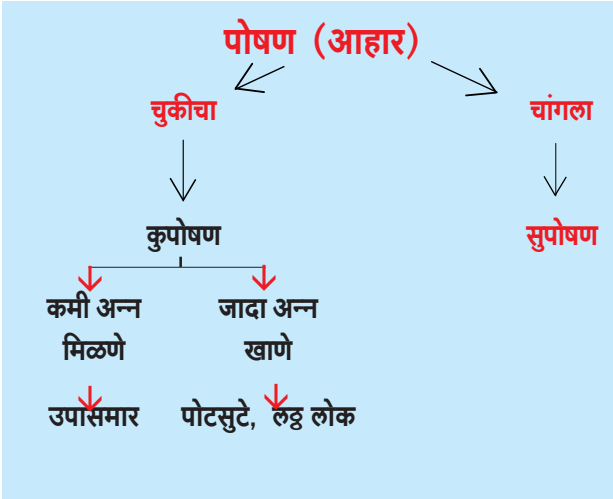 पोषण (आहार)
चुकीचा
चांगला
कुपोषण
सुपोषण
कमी अन्न
मिळणे
जादा अन्न
खाणे
उपासमार
पोटसुटे, लठ्ठ लोक